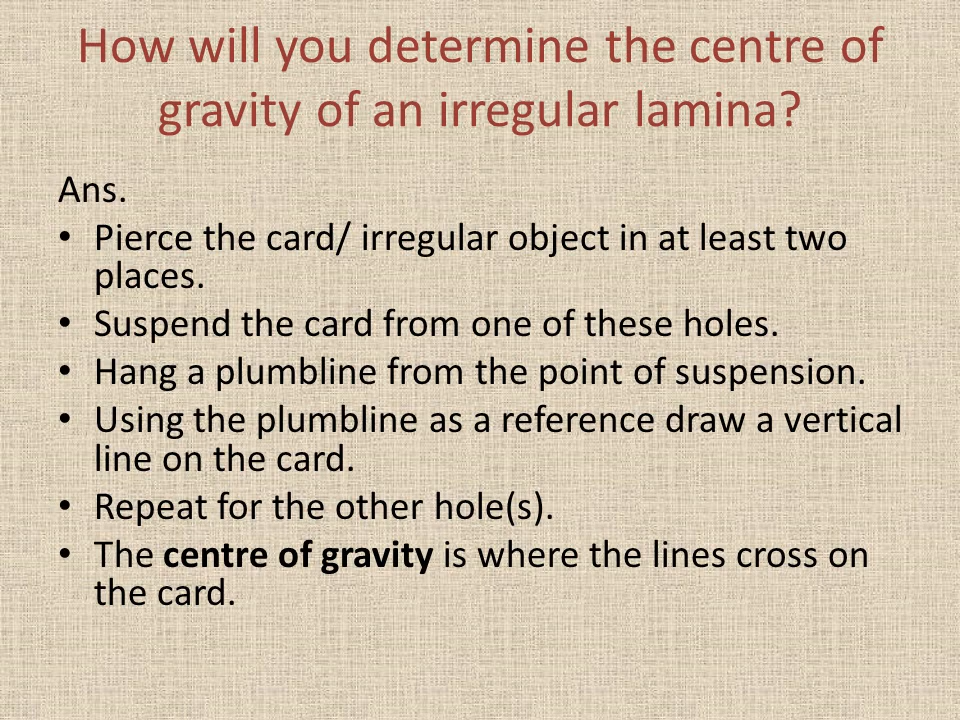 How will you determine the centre of
gravity of an irregular lamina?
Ans.
• Pierce the card/ irregular object in at least two
places.
• Suspend the card from one of these holes.
• Hang a plumbline from the point of suspension.
• Using the plumbline as a reference draw a vertical
line on the card.
• Repeat for the other hole(s).
• The centre of gravity is where the lines cross on
the card.